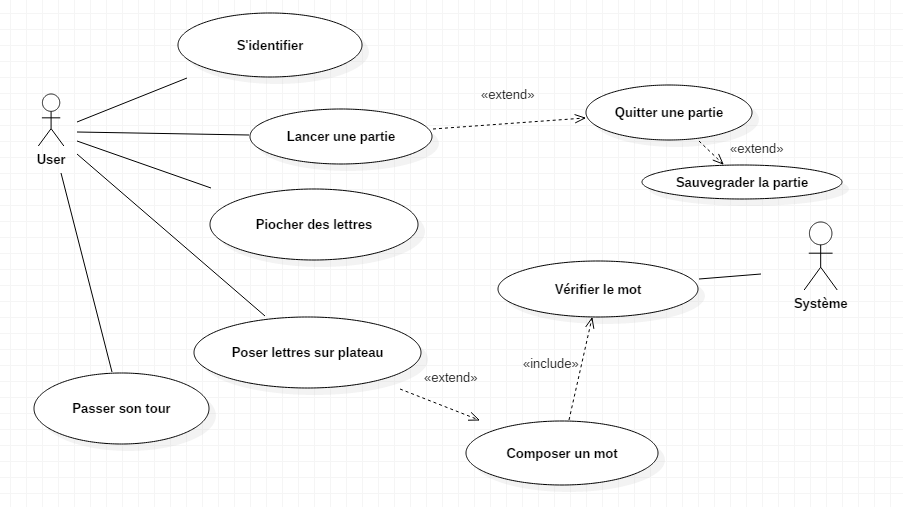 S'identifier
«extend»
Quitter une partie
Lancer une partie
User
«extend»
Sauvegrader la partie
Piocher des lettres
Vérifier le mot
Système
Poser lettres sur plateau
«include»
«extend»
Passer son tour
Composer un mot